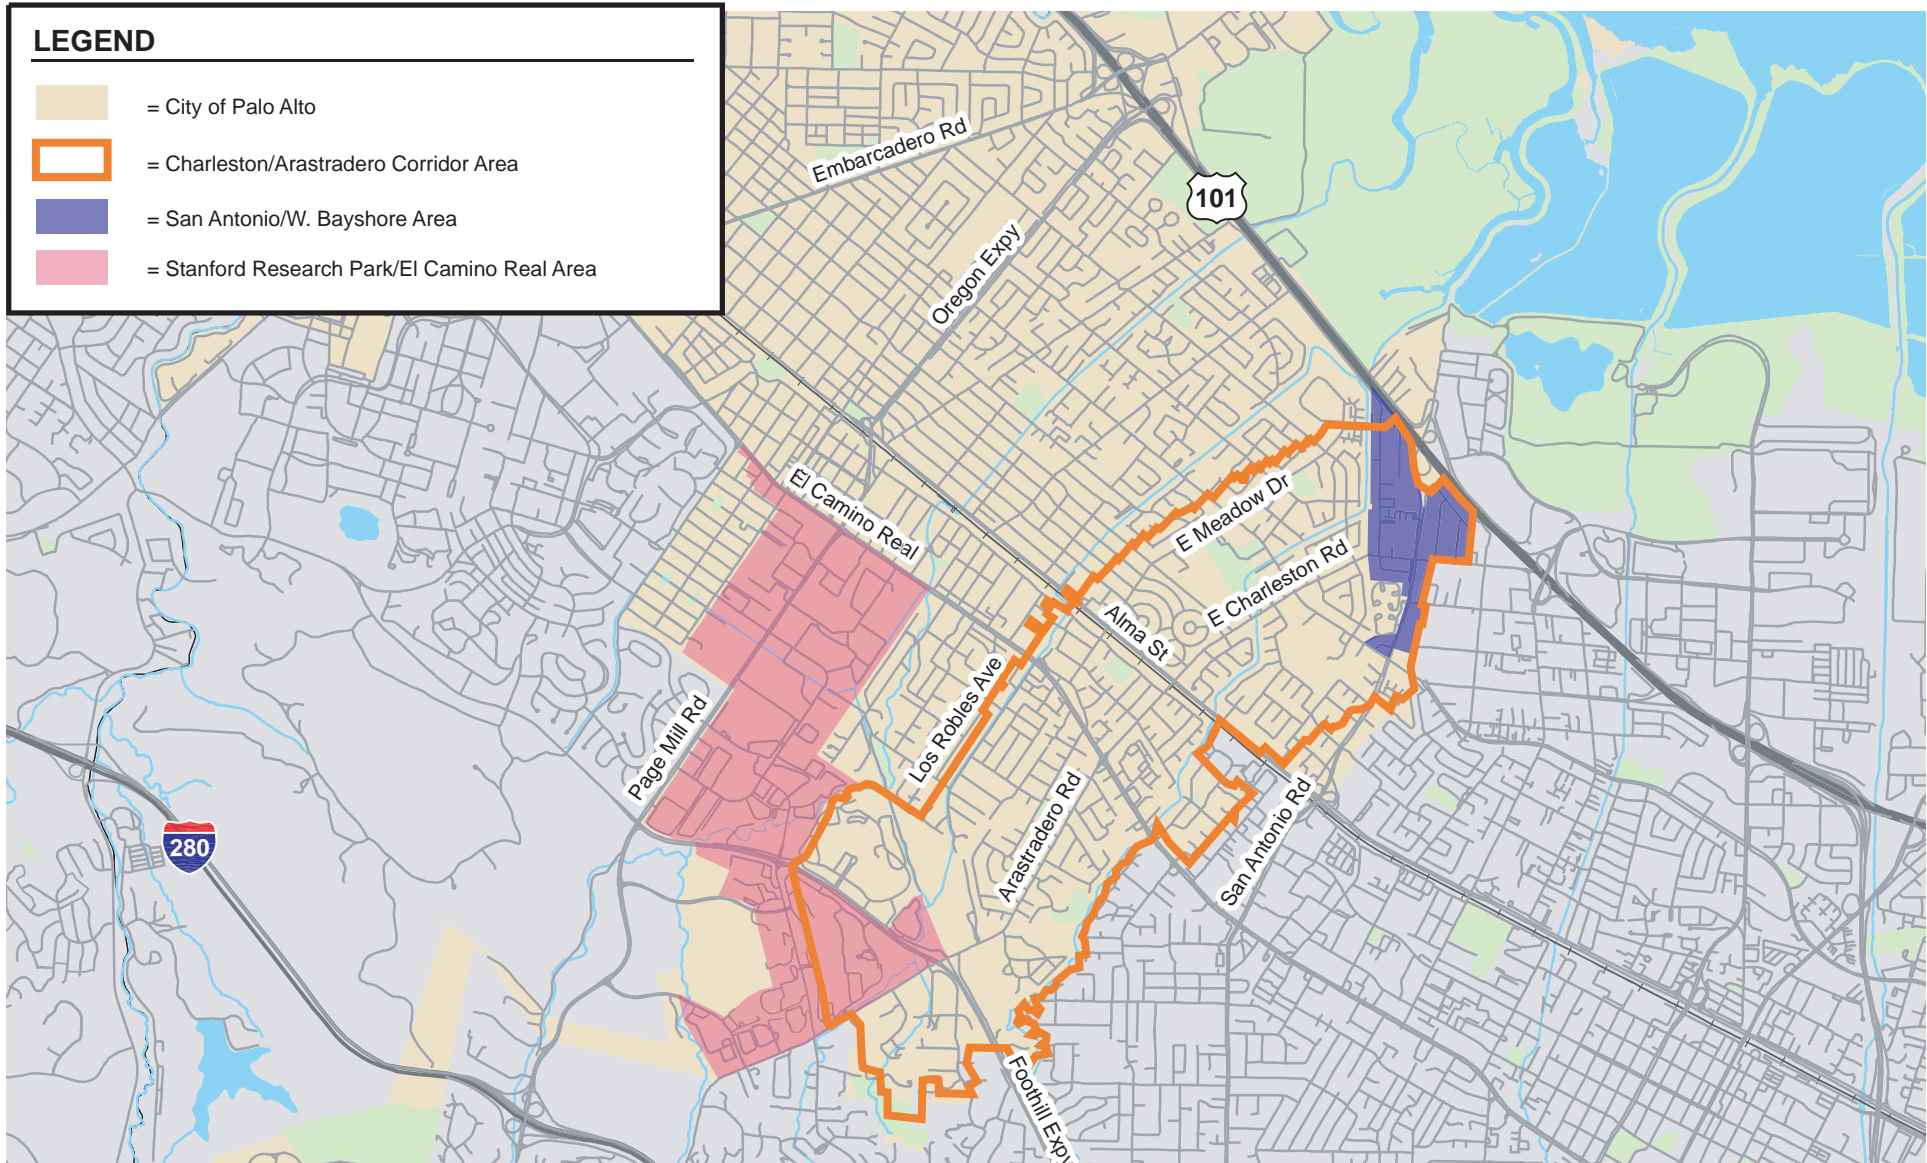 LEGEND
= City of Palo Alto
= Charleston/Arastradero Corridor Area
= San Antonio/W. Bayshore Area
= Stanford Research Park/El Camino Real Area
Embarcadero Rd
101
Oregon Expy
El Camino Real
E Meadow Dr
E Charleston Rd
Alma St
Los Robles Ave
Page Mill Rd
Arastradero Rd
San Antonio Rd
280
Foothill Expy